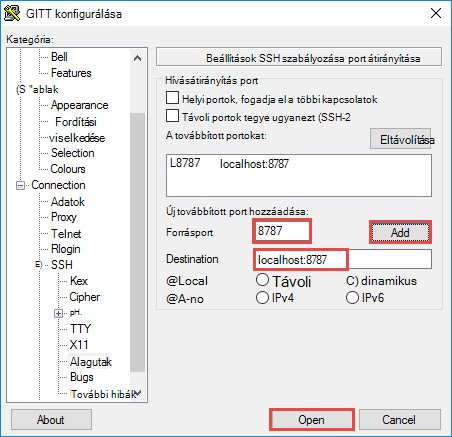 GITT konfigurálása
Kategória:
Bell
Features
(S "ablak
Appearance
Fordítási
viselkedése
Selection
Colours
Connection
Adatok
Proxy
Telnet
Rlogin
SSH
Kex
Cipher
pH.
TTY
X11
Alagutak
Bugs
További hibák
Beállítások SSH szabályozása port átirányítása
Hívásátirányítás port
Helyi portok, fogadja el a többi kapcsolatok
Távoli portok tegye ugyanezt (SSH-2
A továbbított portokat:
Eltávolítása
L8787 localhost:8787
Új továbbított port hozzáadása:
Forrásport 8787 Add
Destination localhost:8787
@Local Távoli C) dinamikus
@A-no IPv4 IPv6
About Open Cancel